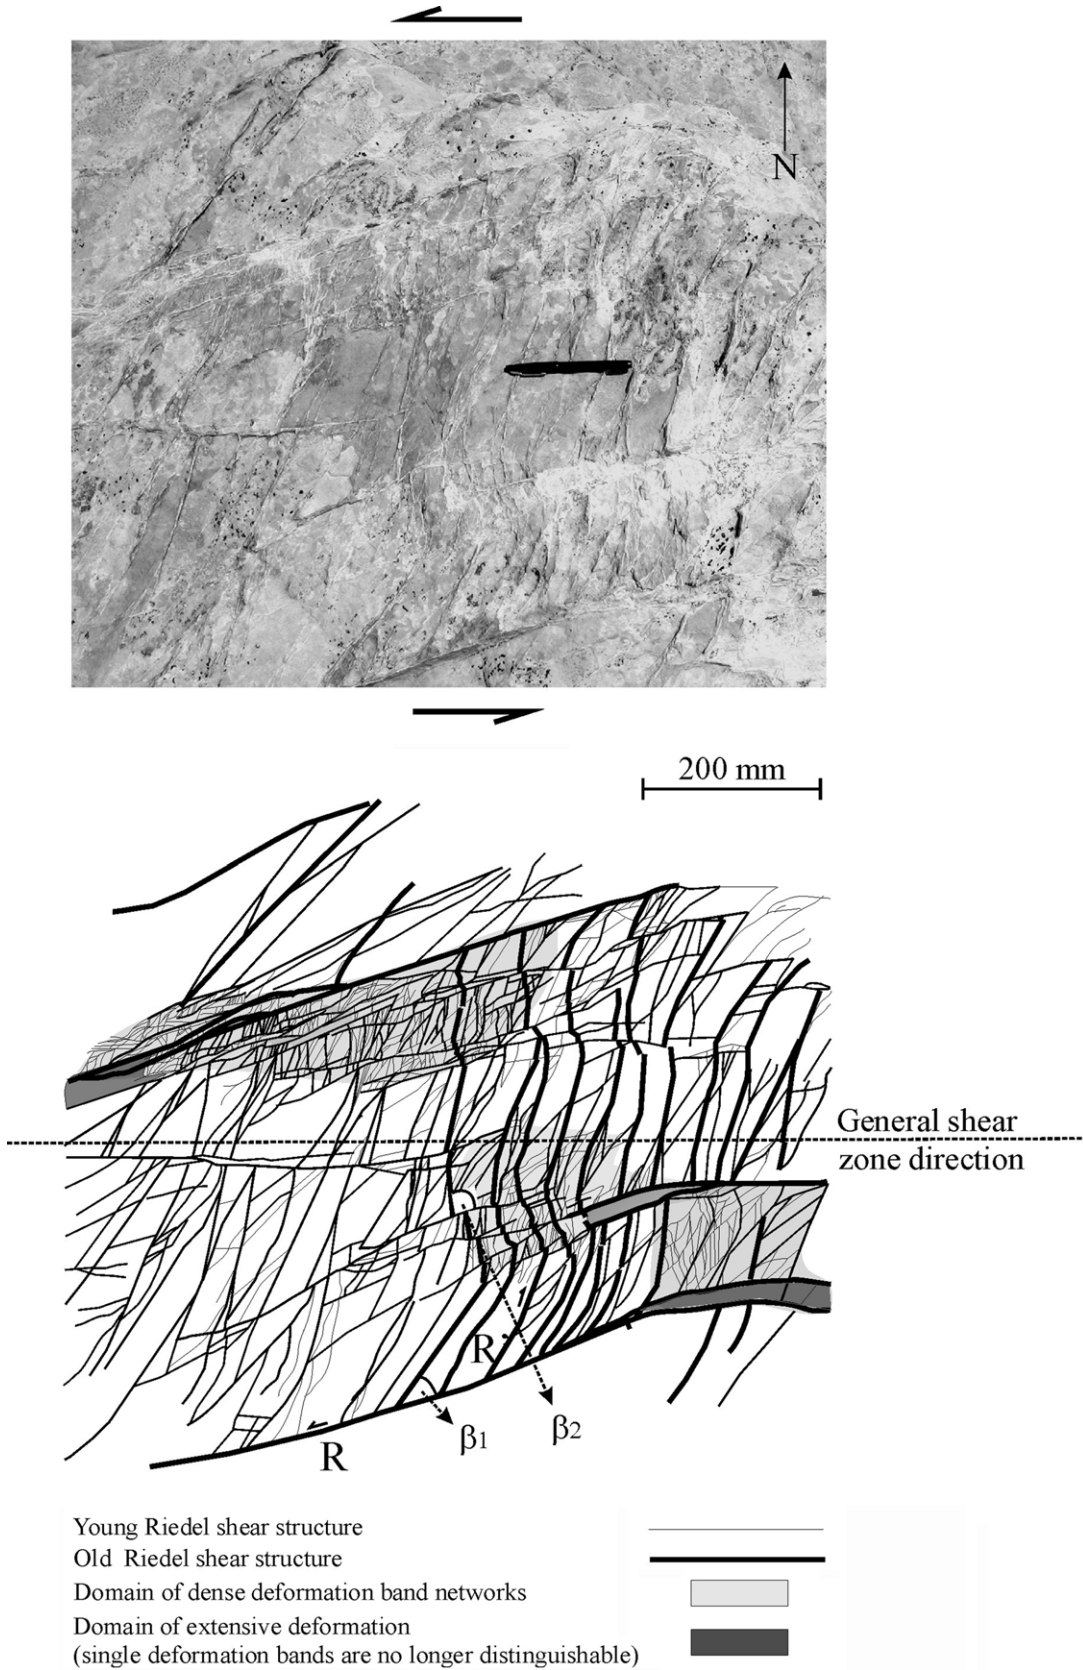 N
200 mm
General shear
zone direction
R'
β2
β1
R
Young Riedel shear structure
Old Riedel shear structure
Domain of dense deformation band networks
Domain of extensive deformation
(single deformation bands are no longer distinguishable)